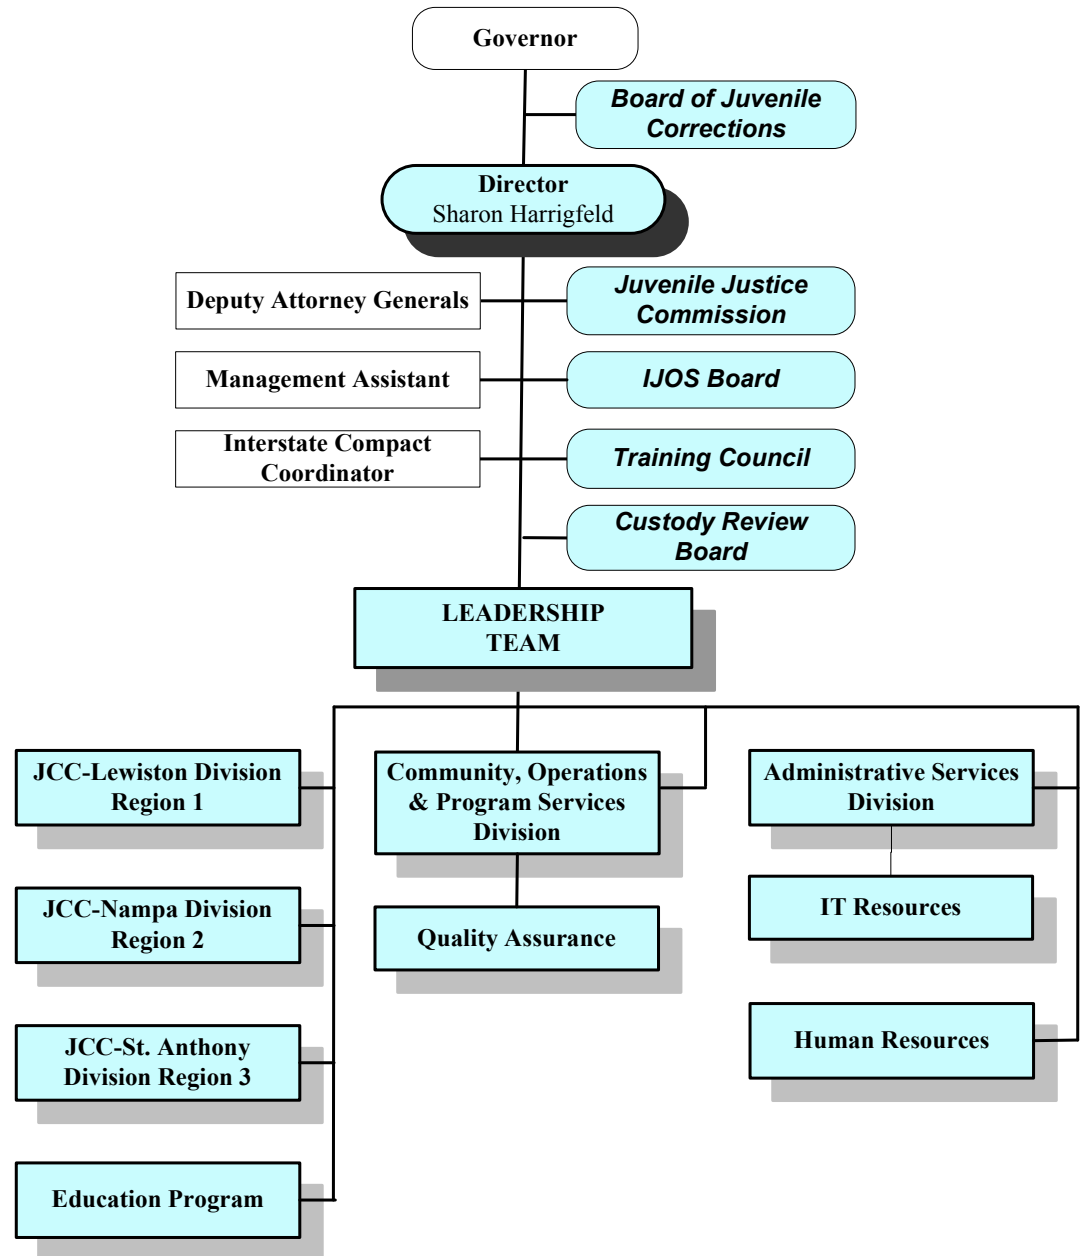 Governor
Board of Juvenile
Corrections
Director
Sharon Harrigfeld
Deputy Attorney Generals
Juvenile Justice
Commission
Management Assistant
IJOS Board
Interstate Compact
Coordinator
Training Council
Custody Review
Board
LEADERSHIP
TEAM
JCC-Lewiston Division
Region 1
Community, Operations
& Program Services
Division
Administrative Services
Division
JCC-Nampa Division
Region 2
Quality Assurance
IT Resources
JCC-St. Anthony
Division Region 3
Human Resources
Education Program